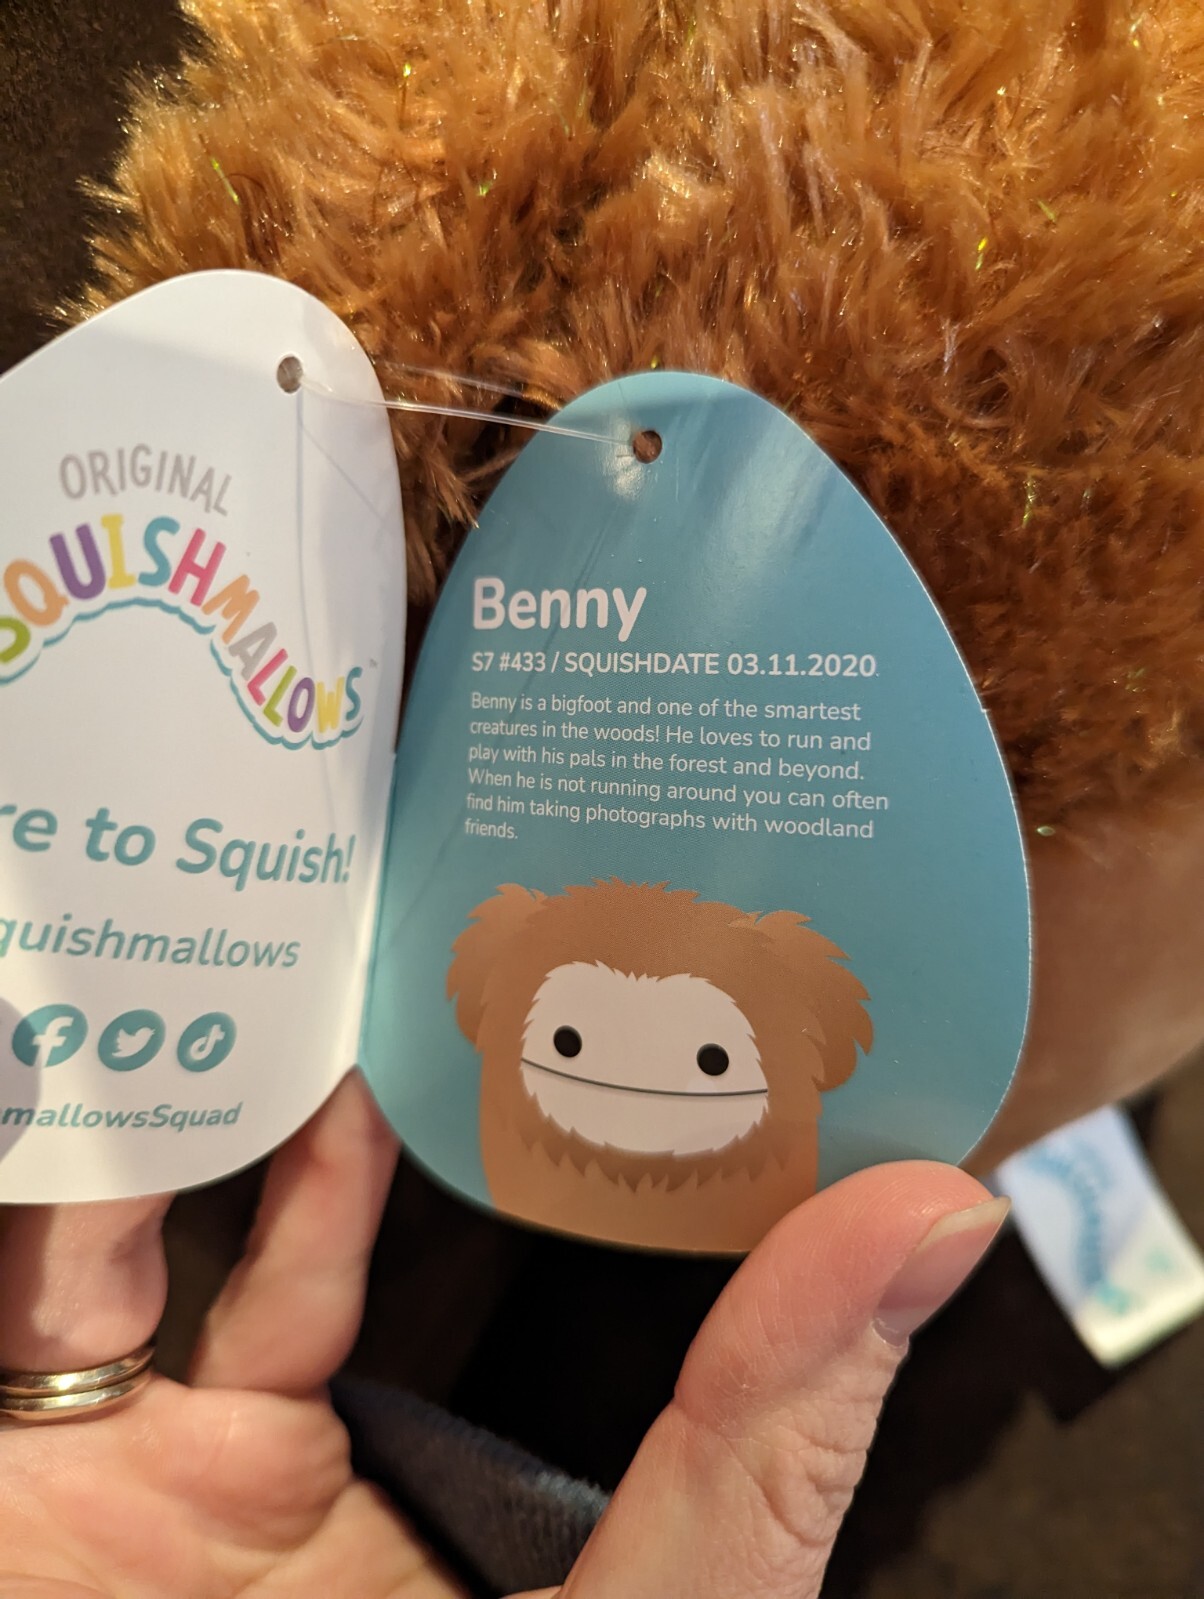 ORIGINAL
SQUISHMALLOWS
re to Squish!
quishmallows
mallowsSquad
Benny
S7 #433 / SQUISHDATE 03.11.2020
Benny is a bigfoot and one of the smartest
creatures in the woods! He loves to run and
play with his pals in the forest and beyond.
When he is not running around you can often
find him taking photographs with woodland
friends.